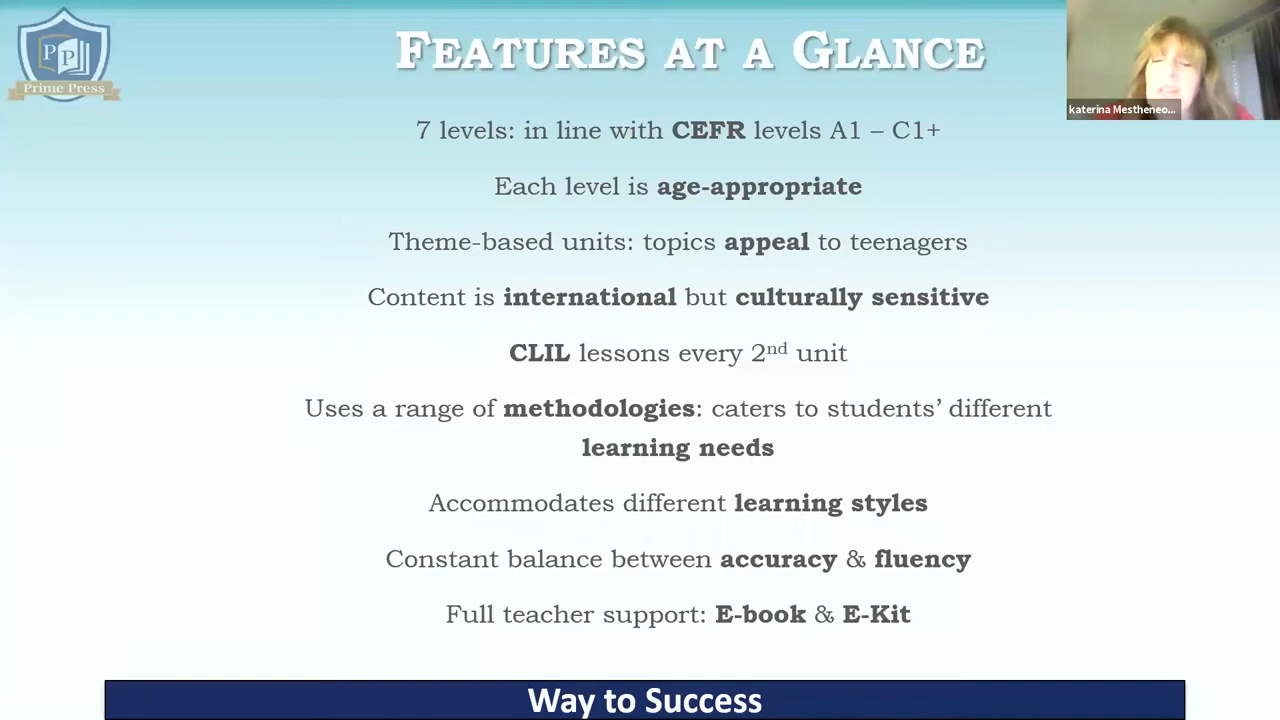 FEATURES AT A GLANCE
PP
Prime Press
katerina Mestheneo...
7 levels: in line with CEFR levels A1 – C1+
Each level is age-appropriate
Theme-based units: topics appeal to teenagers
Content is international but culturally sensitive
CLIL lessons every 2nd unit
Uses a range of methodologies: caters to students’ different
learning needs
Accommodates different learning styles
Constant balance between accuracy & fluency
Full teacher support: E-book & E-Kit
Way to Success